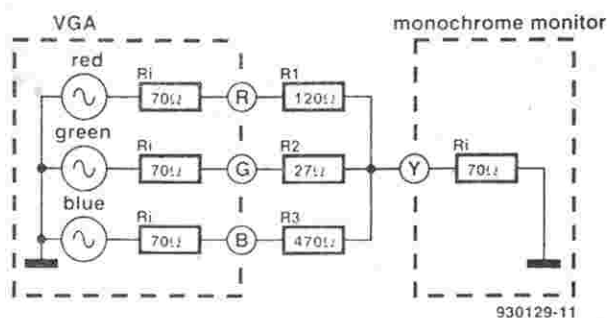 VGA
monochrome monitor
red
Ri
70Ω
R
R1
120Ω
green
Ri
70Ω
G
R2
27Ω
Y
Ri
70Ω
blue
Ri
70Ω
B
R3
470Ω
930129-11